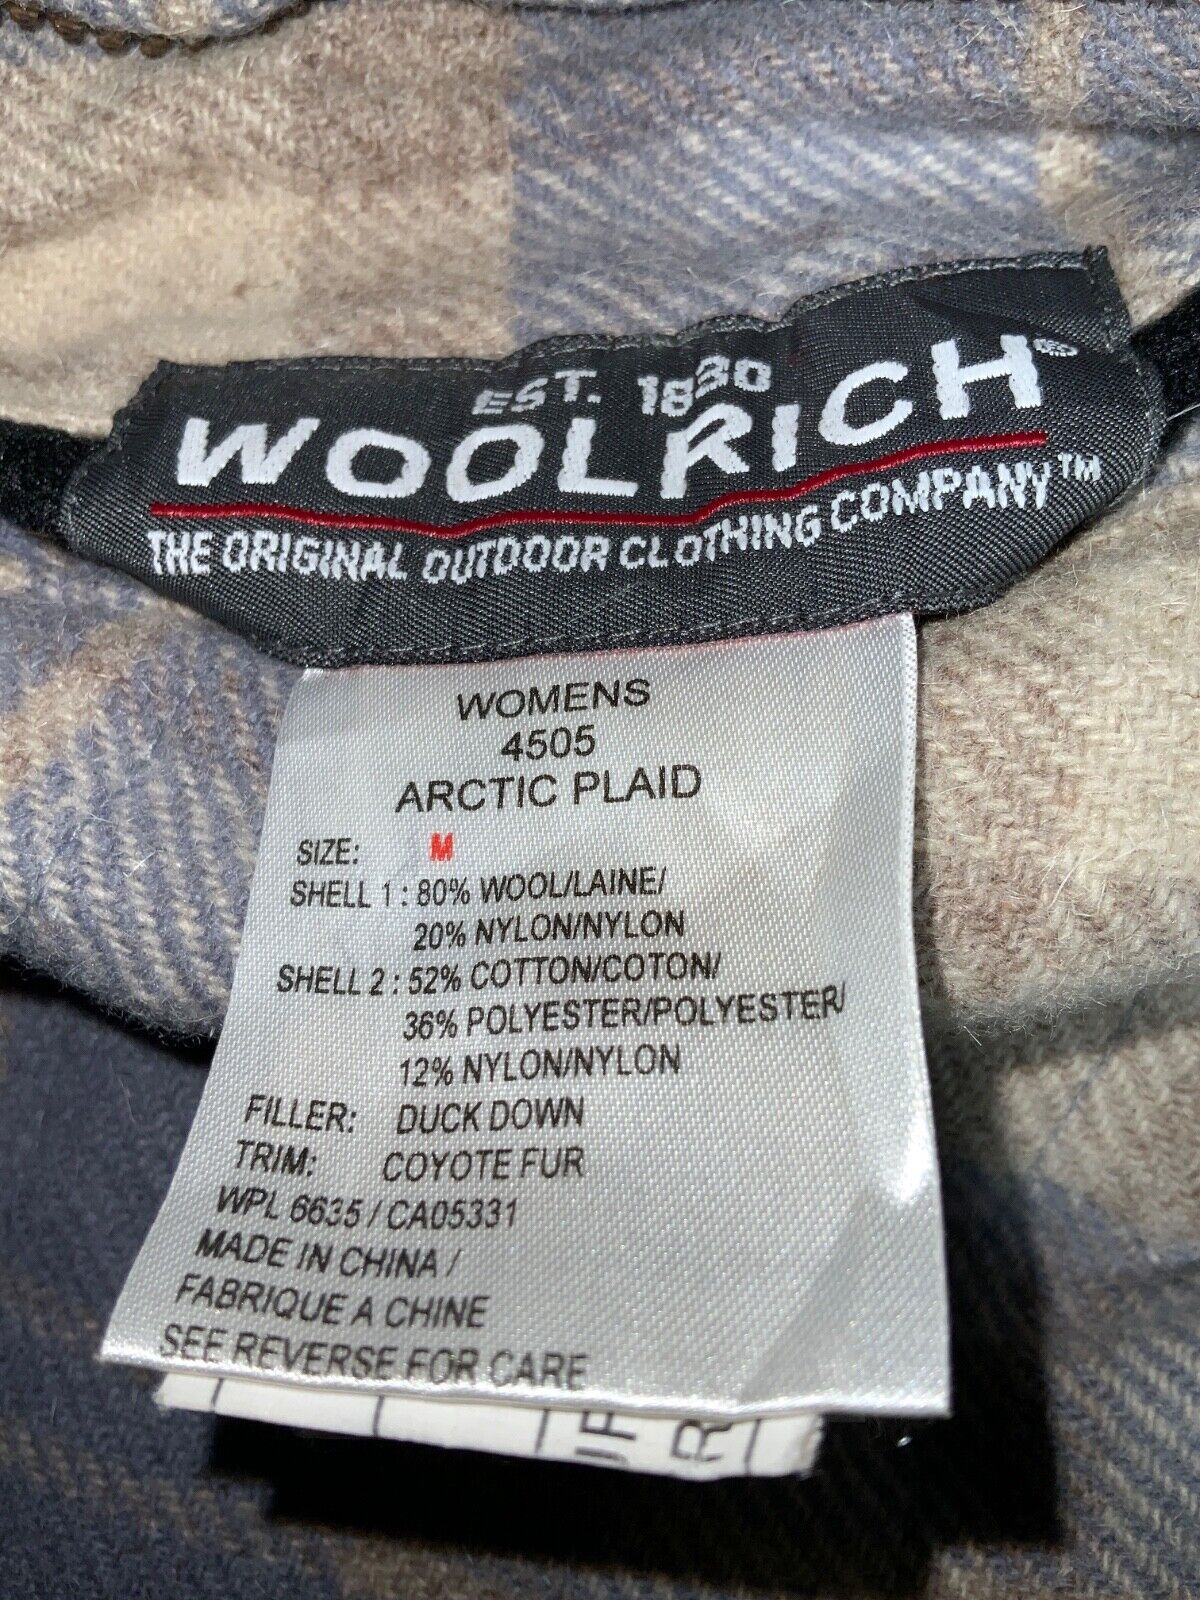 EST. 1830
WOOLRICH®
THE ORIGINAL OUTDOOR CLOTHING COMPANY™
WOMENS
4505
ARCTIC PLAID
SIZE: M
SHELL 1 : 80% WOOL/LAINE/
20% NYLON/NYLON
SHELL 2 : 52% COTTON/COTON/
36% POLYESTER/POLYESTER/
12% NYLON/NYLON
FILLER: DUCK DOWN
TRIM: COYOTE FUR
WPL 6635 / CA05331
MADE IN CHINA /
FABRIQUE A CHINE
SEE REVERSE FOR CARE